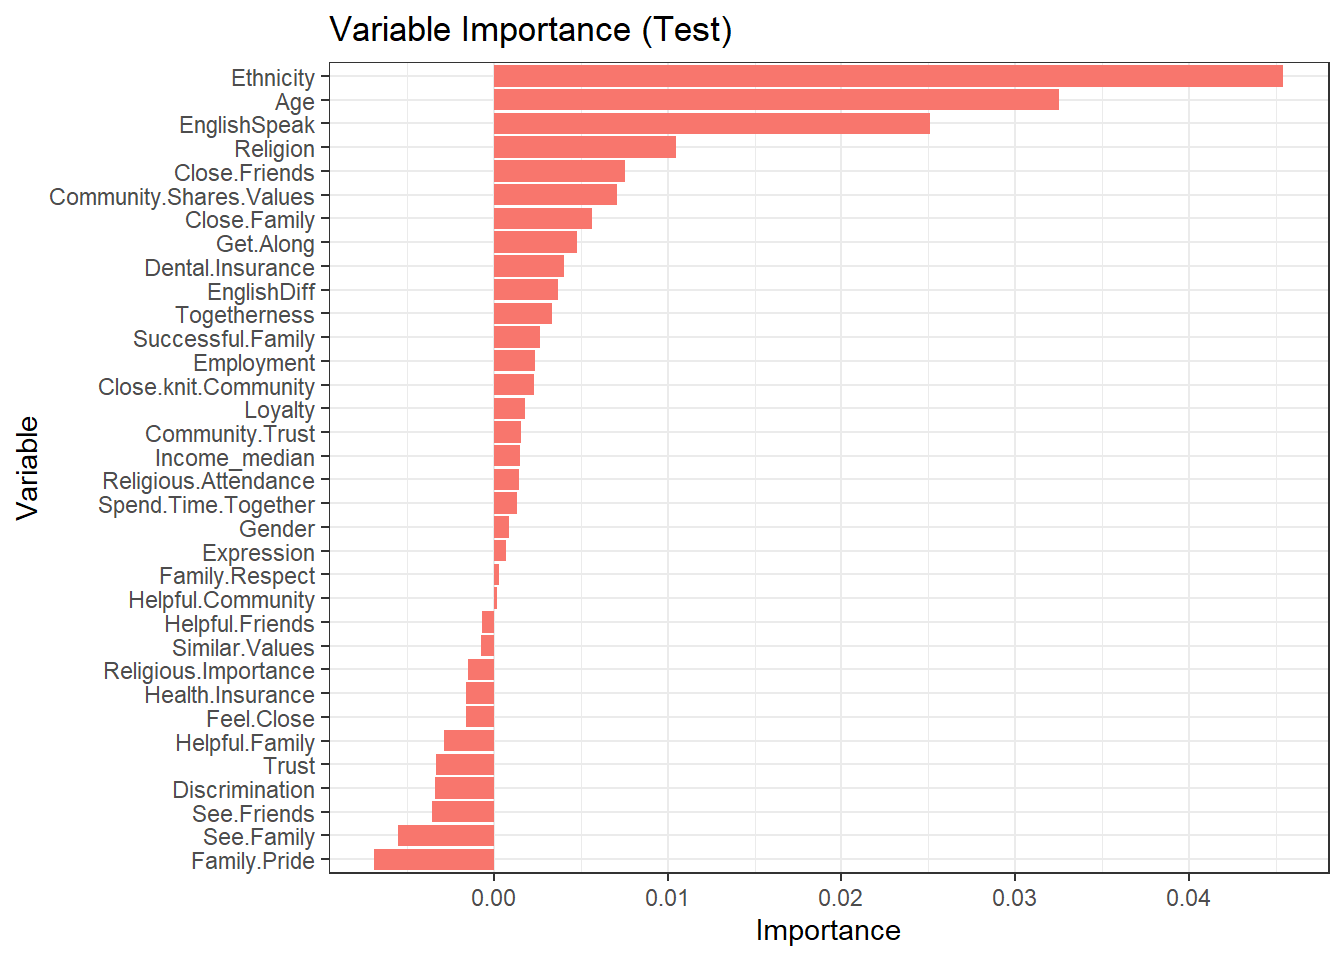 Variable Importance (Test)
Ethnicity
Age
EnglishSpeak
Religion
Close.Friends
Community.Shares.Values
Close.Family
Get.Along
Dental.Insurance
EnglishDiff
Togetherness
Successful.Family
Employment
Close.knit.Community
Loyalty
Community.Trust
Income_median
Religious.Attendance
Spend.Time.Together
Gender
Expression
Family.Respect
Helpful.Community
Helpful.Friends
Similar.Values
Religious.Importance
Health.Insurance
Feel.Close
Helpful.Family
Trust
Discrimination
See.Friends
See.Family
Family.Pride
Variable
0.00 0.01 0.02 0.03 0.04
Importance